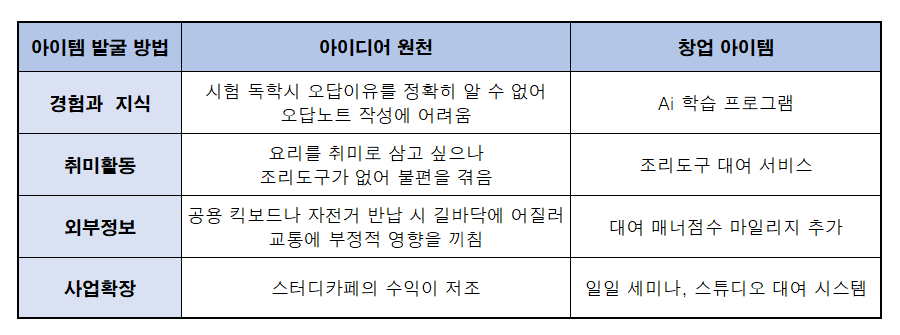 아이템 발굴 방법 아이디어 원천 창업 아이템
경험과 지식 시험 독학시 오답이유를 정확히 알 수 없어
오답노트 작성에 어려움 Ai 학습 프로그램
취미활동 요리를 취미로 삼고 싶으나
조리도구가 없어 불편을 겪음 조리도구 대여 서비스
외부정보 공용 킥보드나 자전거 반납 시 길바닥에 어질러
교통에 부정적 영향을 끼침 대여 매너점수 마일리지 추가
사업확장 스터디카페의 수익이 저조 일일 세미나, 스튜디오 대여 시스템